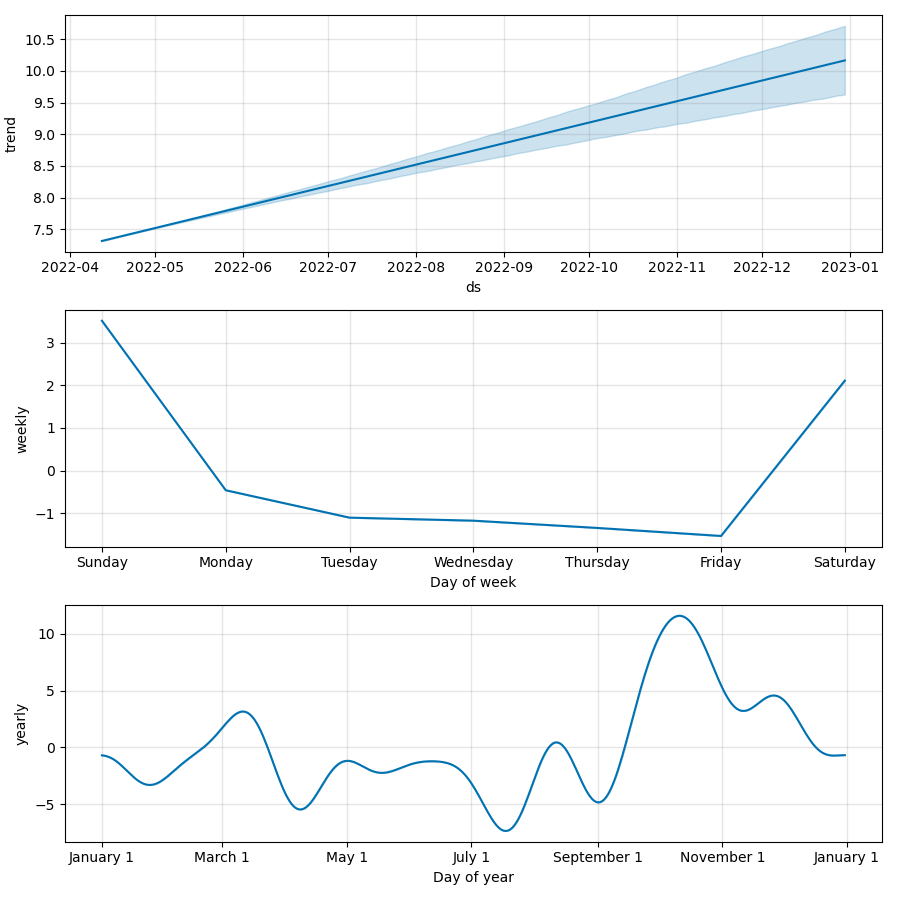 10.5
10.0
9.5
9.0
8.5
8.0
7.5
trend
2022-04 2022-05 2022-06 2022-07 2022-08 2022-09 2022-10 2022-11 2022-12 2023-01
ds
3
2
1
0
−1
weekly
Sunday Monday Tuesday Wednesday Thursday Friday Saturday
Day of week
10
5
0
−5
yearly
January 1 March 1 May 1 July 1 September 1 November 1 January 1
Day of year